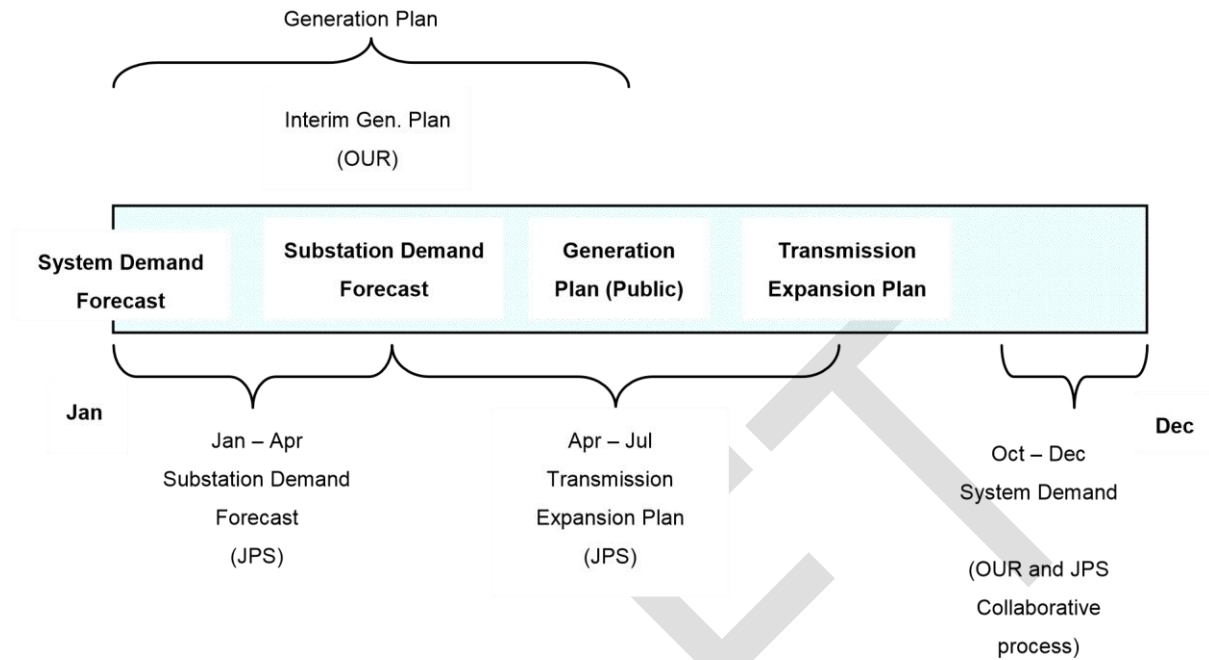 Generation Plan
Interim Gen. Plan
(OUR)
System Demand
Forecast
Substation Demand
Forecast
Generation
Plan (Public)
Transmission
Expansion Plan
Jan
Dec
Jan – Apr
Substation Demand
Forecast
(JPS)
Apr – Jul
Transmission
Expansion Plan
(JPS)
Oct – Dec
System Demand
(OUR and JPS
Collaborative
process)